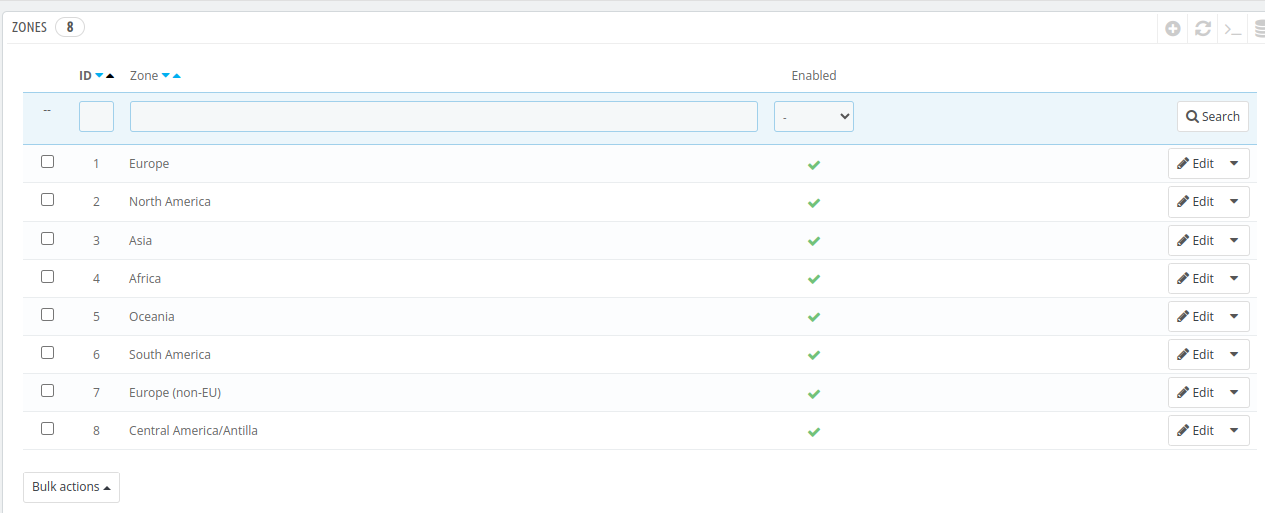 ZONES 8
ID Zone Enabled
-- - Search
1 Europe Edit
2 North America Edit
3 Asia Edit
4 Africa Edit
5 Oceania Edit
6 South America Edit
7 Europe (non-EU) Edit
8 Central America/Antilla Edit
Bulk actions